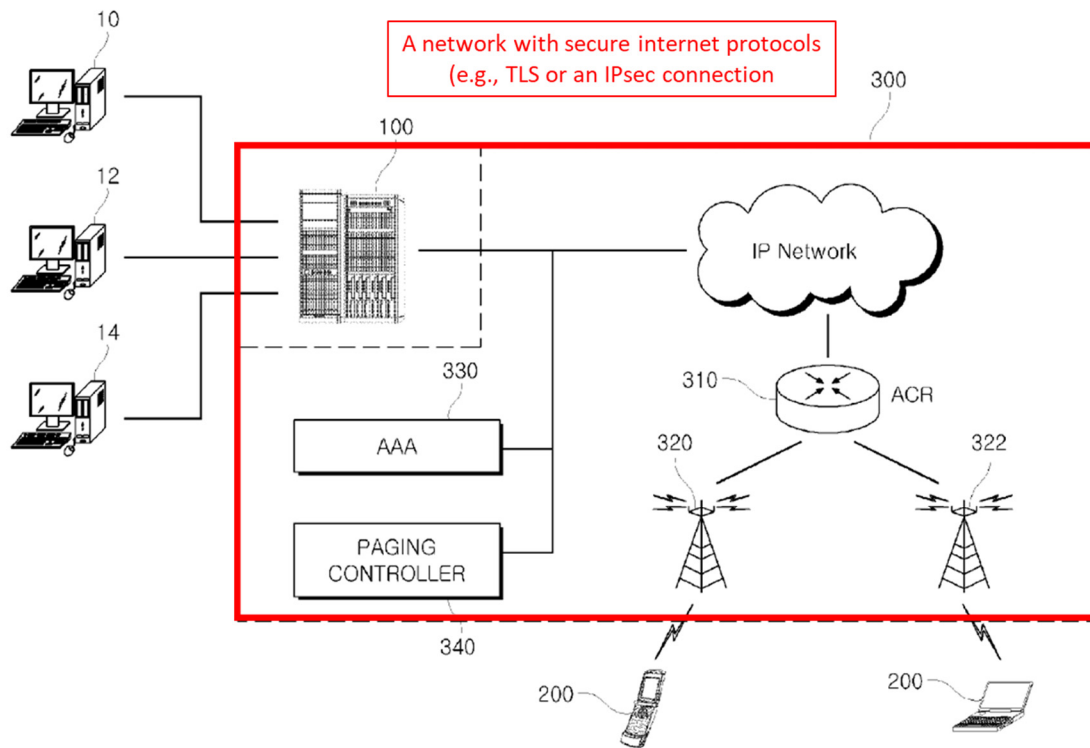 10
A network with secure internet protocols
(e.g., TLS or an IPsec connection
300
100
12
IP Network
14
330
310
ACR
AAA
320
322
PAGING
CONTROLLER
340
200
200